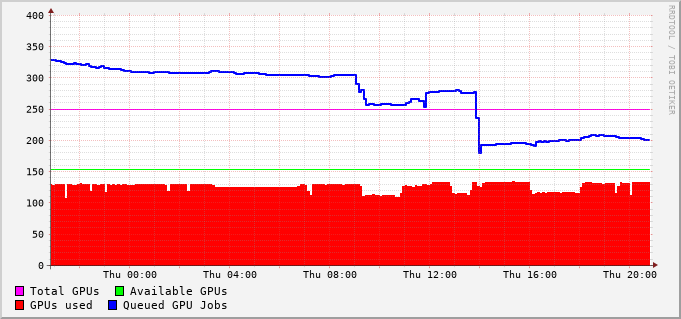 400
350
300
250
200
150
100
50
0
Thu 00:00 Thu 04:00 Thu 08:00 Thu 12:00 Thu 16:00 Thu 20:00
Total GPUs Available GPUs
GPUs used Queued GPU Jobs
RRDTOOL / TOBI OETIKER